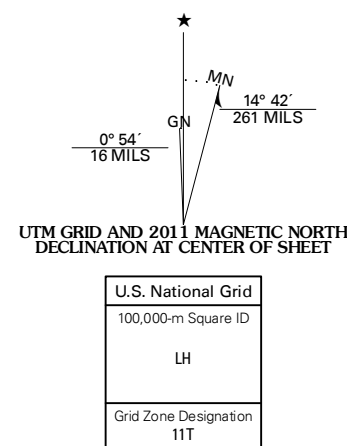 MN
GN
14° 42´
261 MILS
0° 54´
16 MILS
UTM GRID AND 2011 MAGNETIC NORTH
DECLINATION AT CENTER OF SHEET
U.S. National Grid
100,000-m Square ID
LH
Grid Zone Designation
11T